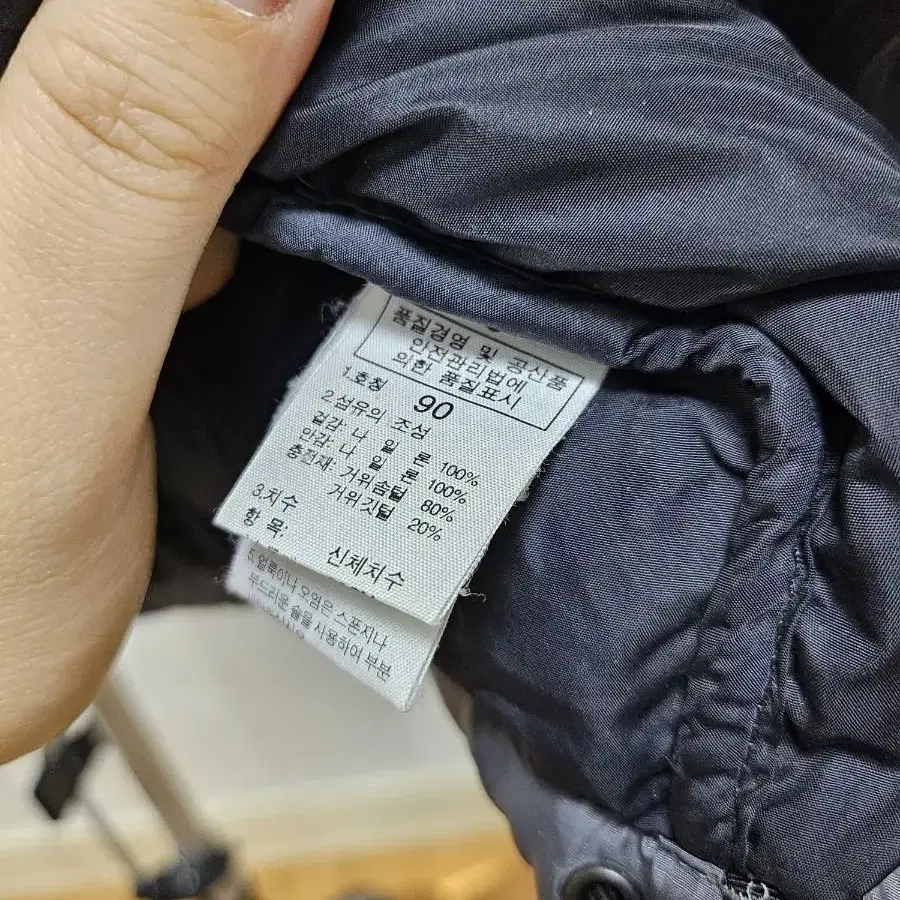 품질경영 및 공산품
안전관리법에
의한 품질표시
1.호칭 90
2.섬유의 조성
겉감: 나 일 론 100%
안감: 나 일 론 100%
충전재: 거위솜털 80%
거위깃털 20%
3.치수
항 목: 신체치수
5. 얼룩이나 오염은 스폰지나
부드러운 솔을 사용하여 부분